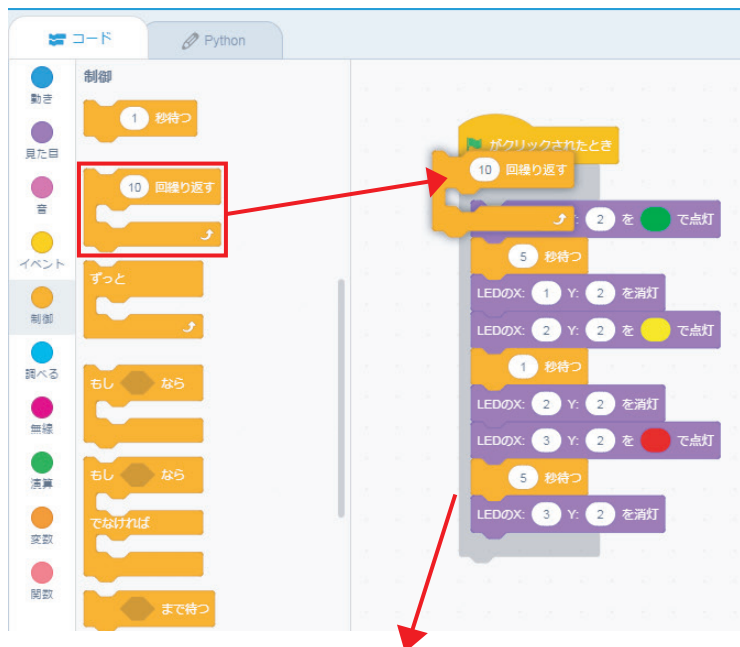 コード
Python
動き
見た目
音
イベント
制御
調べる
無線
演算
変数
関数
制御
1 秒待つ
10 回繰り返す
ずっと
もし なら
もし なら
でなければ
まで待つ
がクリックされたとき
10 回繰り返す
: 2 を で点灯
5 秒待つ
LEDのX: 1 Y: 2 を消灯
LEDのX: 2 Y: 2 を で点灯
1 秒待つ
LEDのX: 2 Y: 2 を消灯
LEDのX: 3 Y: 2 を で点灯
5 秒待つ
LEDのX: 3 Y: 2 を消灯